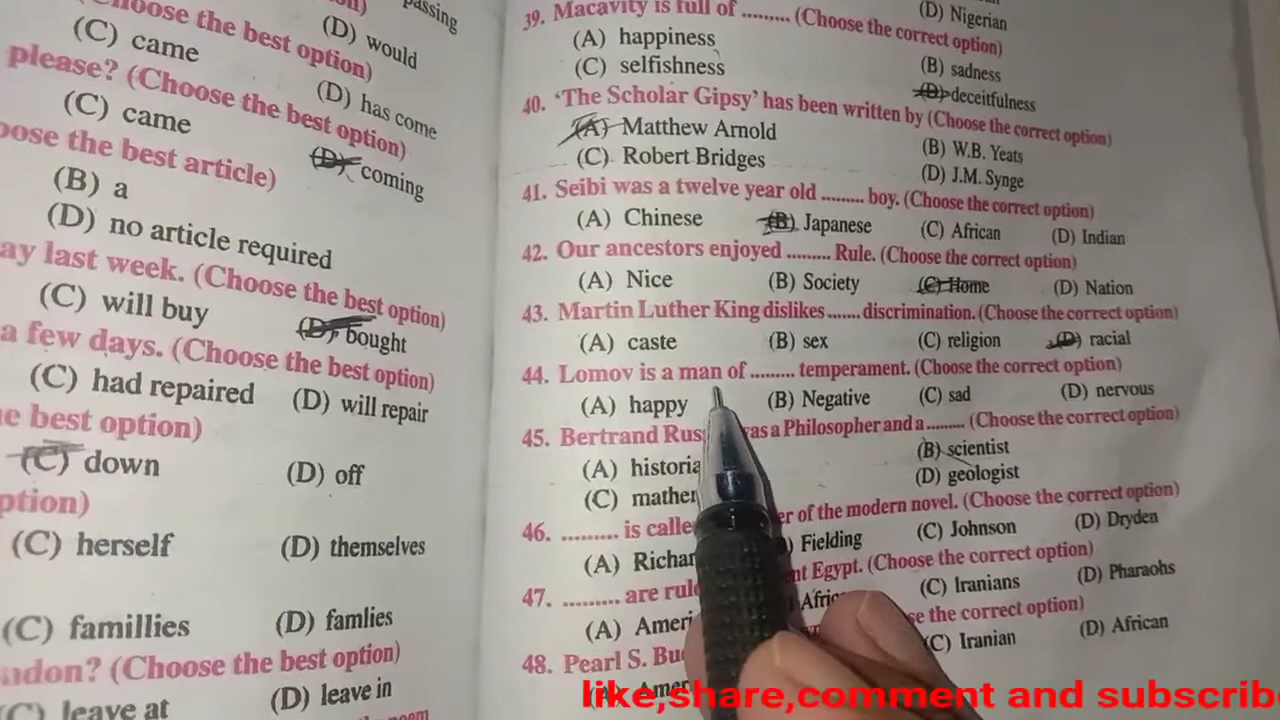 passing
hoose the best option)
(C) came
(D) would
please? (Choose the best option)
(C) came
(D) has come
oose the best article)
(D) coming
(B) a
(D) no article required
ay last week. (Choose the best option)
(C) will buy
(D) bought
a few days. (Choose the best option)
(C) had repaired (D) will repair
e best option)
(C) down (D) off
ption)
(C) herself (D) themselves
(C) famillies (D) famlies
ndon? (Choose the best option)
(C) leave at (D) leave in
(D) Nigerian
39. Macavity is full of ......... (Choose the correct option)
(A) happiness (B) sadness
(C) selfishness (D) deceitfulness
40. 'The Scholar Gipsy' has been written by (Choose the correct option)
(A) Matthew Arnold (B) W.B. Yeats
(C) Robert Bridges (D) J.M. Synge
41. Seibi was a twelve year old ......... boy. (Choose the correct option)
(A) Chinese (B) Japanese (C) African (D) Indian
42. Our ancestors enjoyed ......... Rule. (Choose the correct option)
(A) Nice (B) Society (C) Home (D) Nation
43. Martin Luther King dislikes ....... discrimination. (Choose the correct option)
(A) caste (B) sex (C) religion (D) racial
44. Lomov is a man of ......... temperament. (Choose the correct option)
(A) happy (B) Negative (C) sad (D) nervous
45. Bertrand Rus as a Philosopher and a ......... (Choose the correct option)
(A) historia (B) scientist
(C) mather (D) geologist
46. ......... is calle er of the modern novel. (Choose the correct option)
(A) Richar Fielding (C) Johnson (D) Dryden
47. ......... are rul nt Egypt. (Choose the correct option)
(A) Ameri Afric (C) Iranians (D) Pharaohs
48. Pearl S. Bu se the correct option)
(A) Amer (C) Iranian (D) African
like,share,comment and subscrib